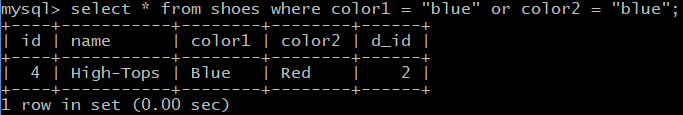 mysql> select * from shoes where color1 = "blue" or color2 = "blue";
+----+-----------+--------+--------+------+
| id | name      | color1 | color2 | d_id |
+----+-----------+--------+--------+------+
|  4 | High-Tops | Blue   | Red    |    2 |
+----+-----------+--------+--------+------+
1 row in set (0.00 sec)